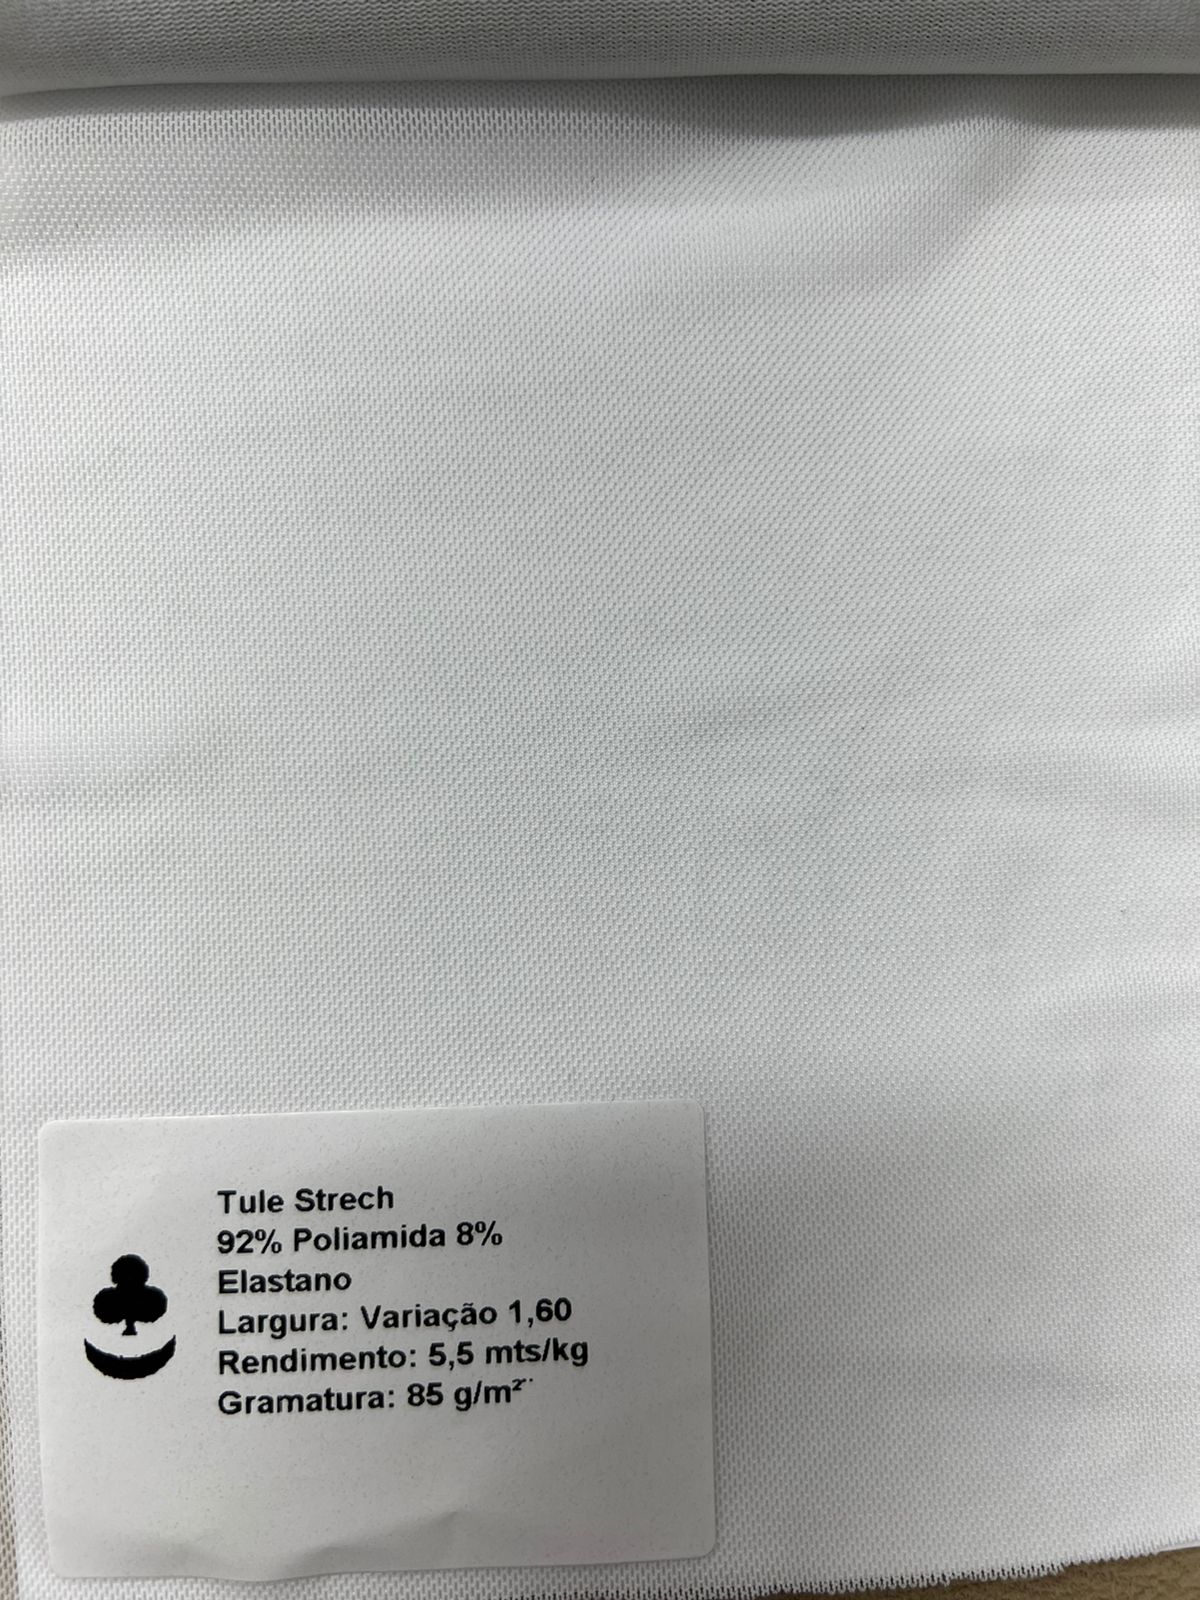 Tule Strech
92% Poliamida 8%
Elastano
Largura: Variação 1,60
Rendimento: 5,5 mts/kg
Gramatura: 85 g/m²